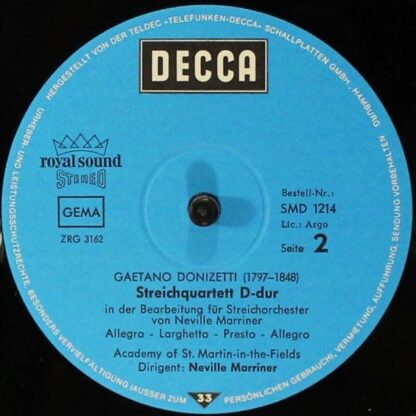 HERGESTELLT VON DER TELDEC »TELEFUNKEN-DECCA« SCHALLPLATTEN GMBH, HAMBURG
URHEBER- UND LEISTUNGSSCHUTZRECHTE, BESONDERS VERVIELFÄLTIGUNG (AUSSER ZUM PERSÖNLICHEN GEBRAUCH), VERMIETUNG, AUFFÜHRUNG, SENDUNG VORBEHALTEN
DECCA
royal sound
STEREO
GEMA
ZRG 3162
Bestell-Nr.:
SMD 1214
Lic.: Argo
Seite 2
GAETANO DONIZETTI (1797-1848)
Streichquartett D-dur
in der Bearbeitung für Streichorchester
von Neville Marriner
Allegro - Larghetto - Presto - Allegro
Academy of St. Martin-in-the-Fields
Dirigent: Neville Marriner
33